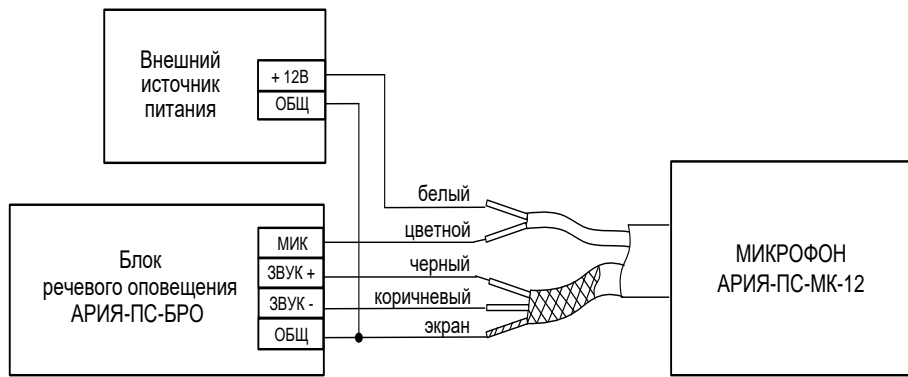 Внешний
источник
питания
+ 12В
ОБЩ
белый
цветной
черный
коричневый
экран
Блок
речевого оповещения
АРИЯ-ПС-БРО
МИК
ЗВУК +
ЗВУК -
ОБЩ
МИКРОФОН
АРИЯ-ПС-МК-12